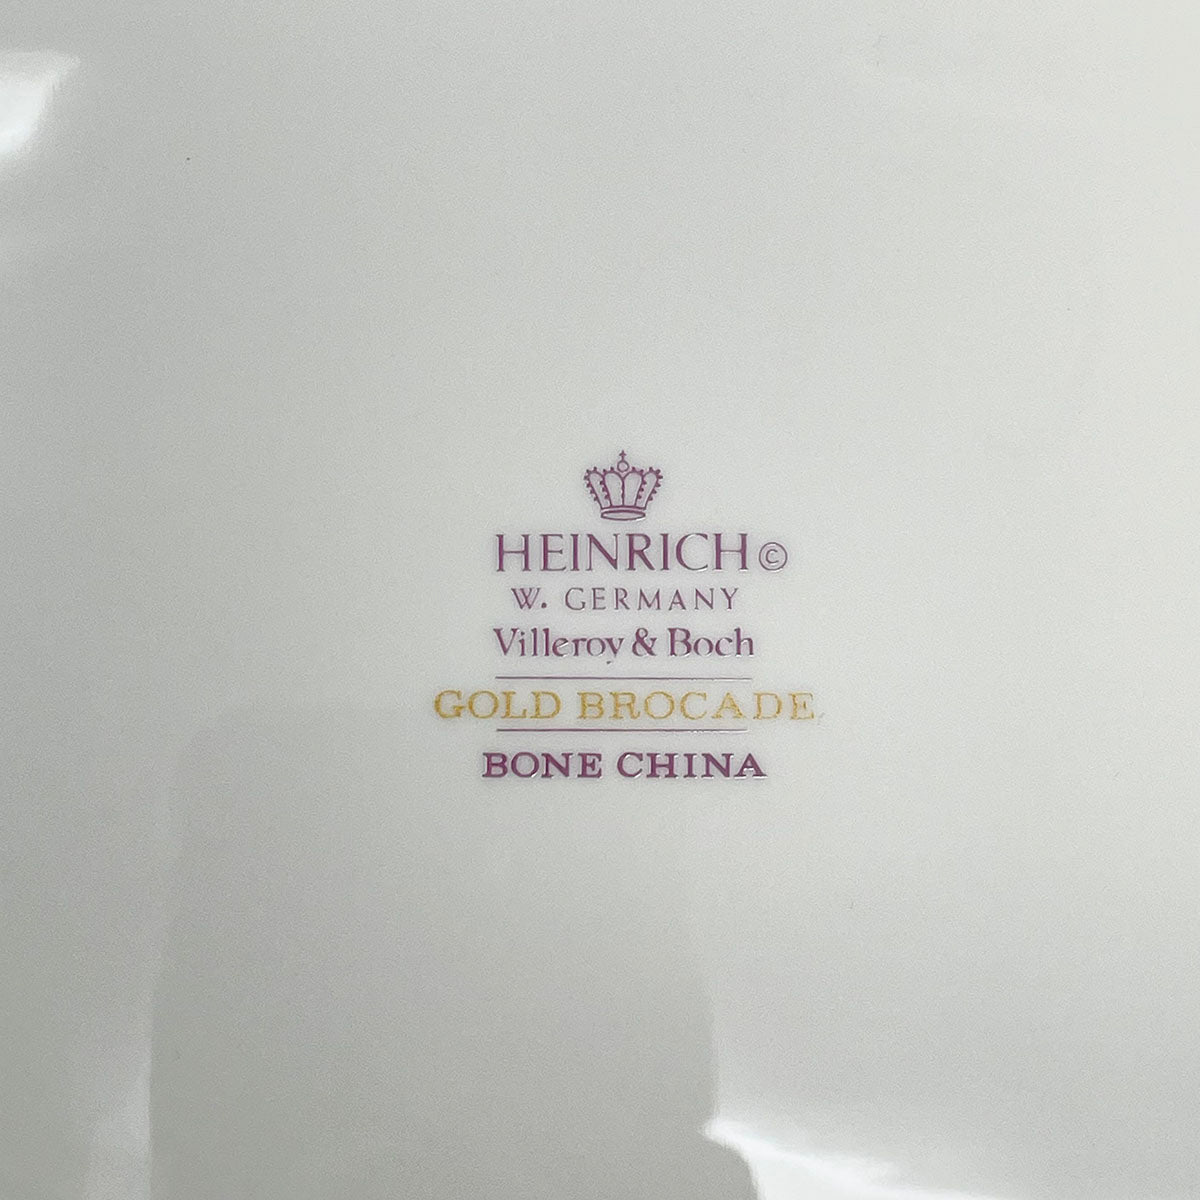 HEINRICH©
W. GERMANY
Villeroy & Boch
GOLD BROCADE
BONE CHINA